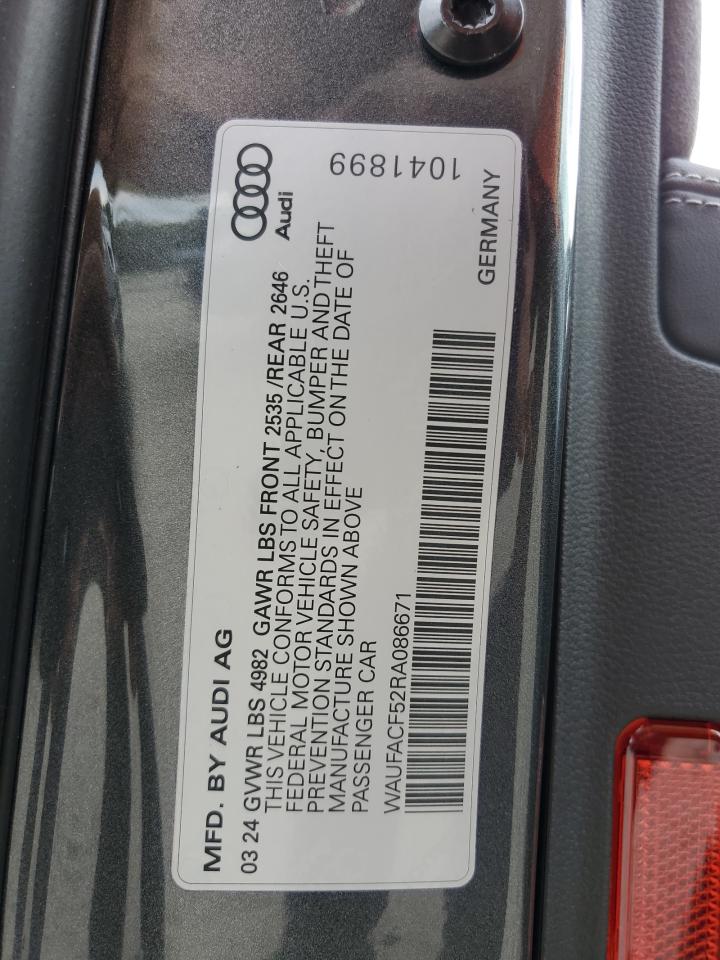 MFD. BY AUDI AG
03 24 GVWR LBS 4982 GAWR LBS FRONT 2535 /REAR 2646
THIS VEHICLE CONFORMS TO ALL APPLICABLE U.S.
FEDERAL MOTOR VEHICLE SAFETY, BUMPER AND THEFT
PREVENTION STANDARDS IN EFFECT ON THE DATE OF
MANUFACTURE SHOWN ABOVE
PASSENGER CAR
WAUFACF52RA086671
GERMANY
Audi
1041899